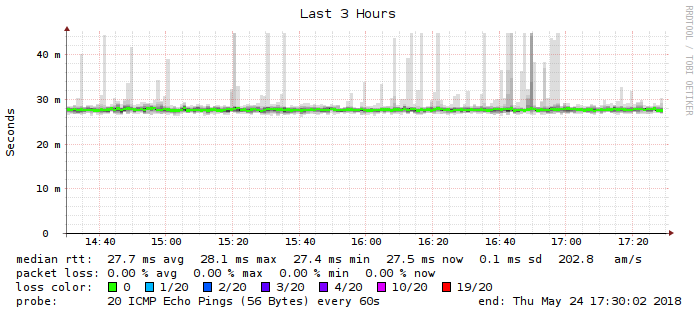 Last 3 Hours
RRDTOOL / TOBI OETIKER
Seconds
40 m
30 m
20 m
10 m
0
14:40 15:00 15:20 15:40 16:00 16:20 16:40 17:00 17:20
median rtt: 27.7 ms avg 28.1 ms max 27.4 ms min 27.5 ms now 0.1 ms sd 202.8 am/s
packet loss: 0.00 % avg 0.00 % max 0.00 % min 0.00 % now
loss color: 0 1/20 2/20 3/20 4/20 10/20 19/20
probe: 20 ICMP Echo Pings (56 Bytes) every 60s end: Thu May 24 17:30:02 2018